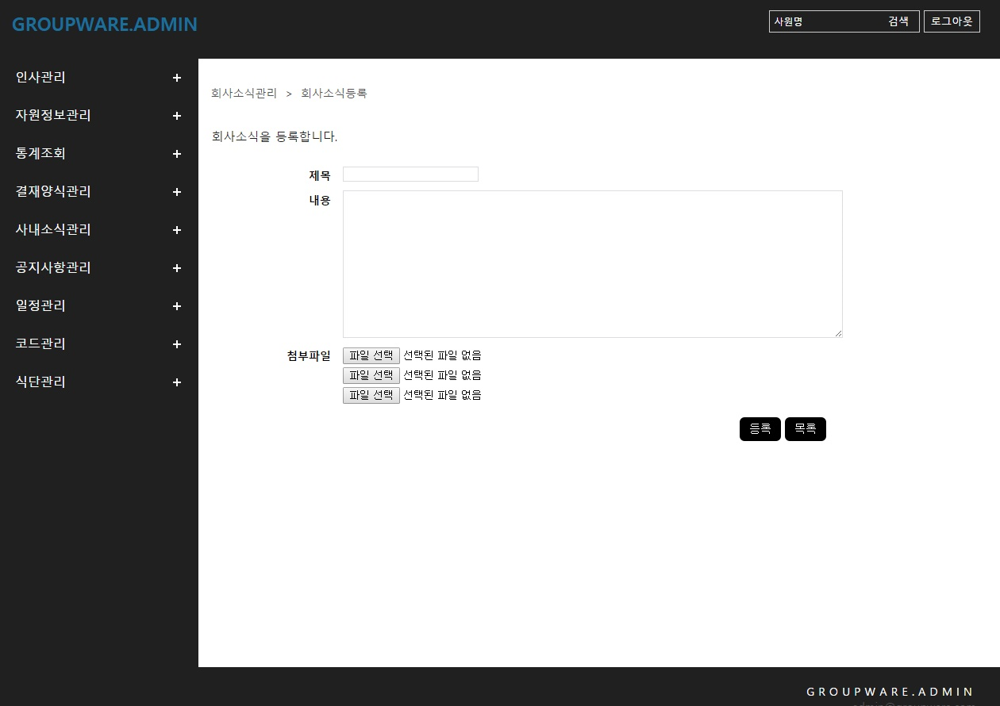 GROUPWARE.ADMIN
사원명 검색 로그아웃
인사관리 +
자원정보관리 +
통계조회 +
결재양식관리 +
사내소식관리 +
공지사항관리 +
일정관리 +
코드관리 +
식단관리 +
회사소식관리 > 회사소식등록
회사소식을 등록합니다.
제목
내용
첨부파일 파일 선택 선택된 파일 없음
파일 선택 선택된 파일 없음
파일 선택 선택된 파일 없음
등록 목록
GROUPWARE.ADMIN